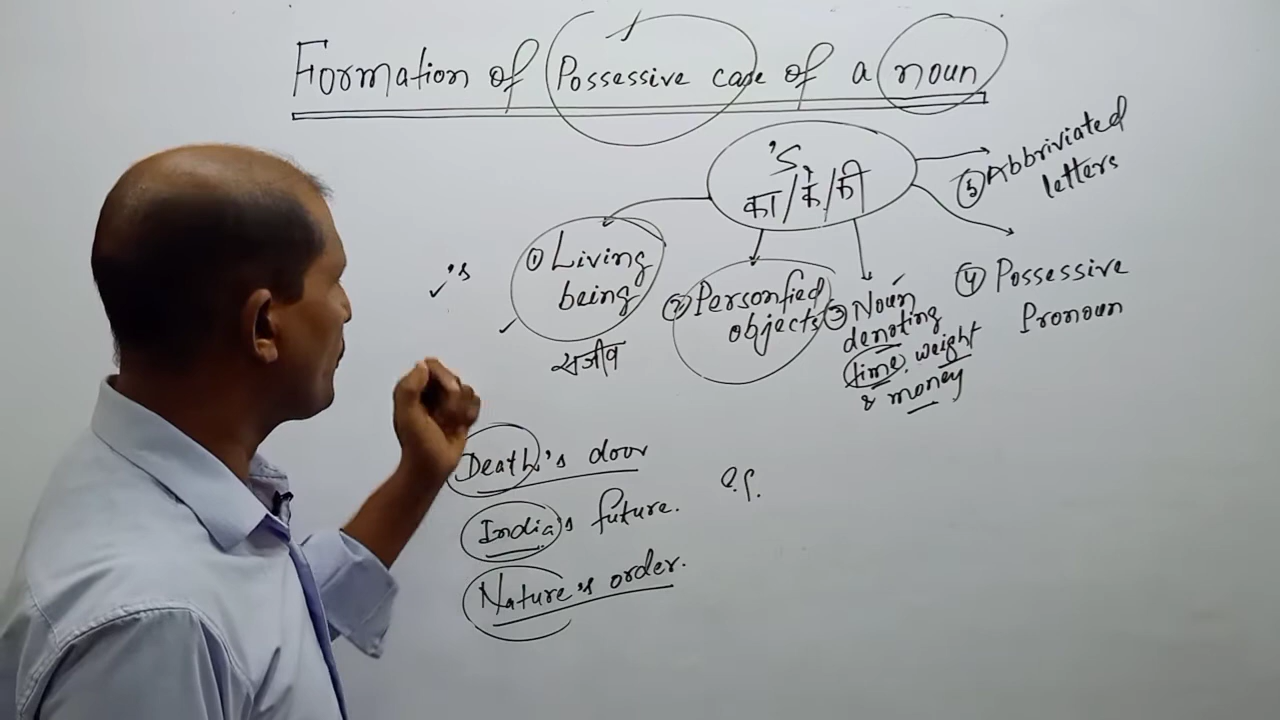 Formation of Possessive case of a noun
's
का/के/की
① Living
being
सजीव
② Personfied
objects
③ Noun
denoting
time, weight
& money
④ Possessive
Pronoun
⑤ Abbriviated
letters
's
Death's door
India's future.
Nature's order.
e.g.